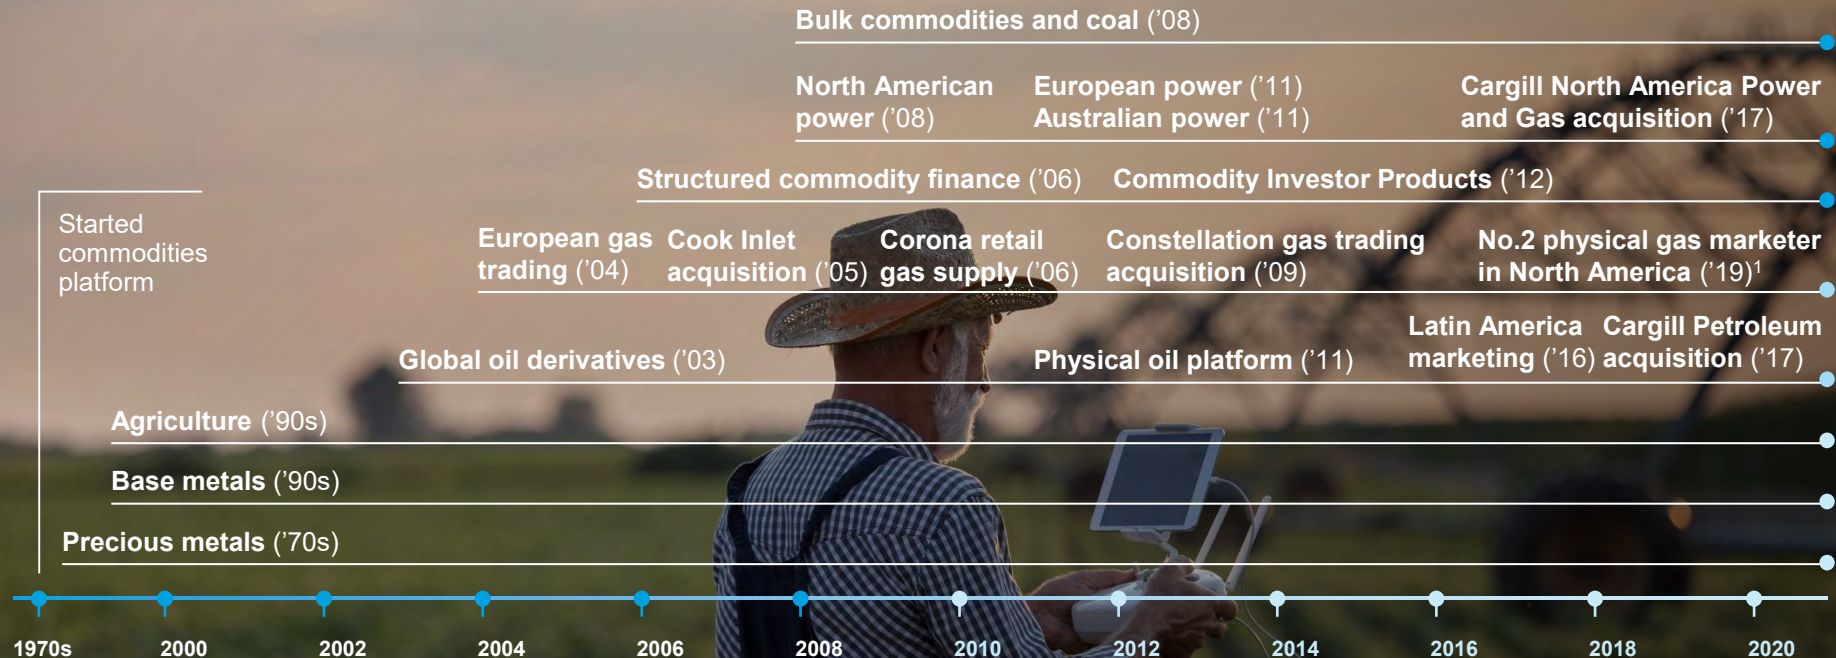 Bulk commodities and coal (’08)
North American
power (’08)
European power (’11)
Australian power (’11)
Cargill North America Power
and Gas acquisition (’17)
Structured commodity finance (’06)
Commodity Investor Products (’12)
Started
commodities
platform
European gas
trading (’04)
Cook Inlet
acquisition (’05)
Corona retail
gas supply (’06)
Constellation gas trading
acquisition (’09)
No.2 physical gas marketer
in North America (’19)¹
Global oil derivatives (’03)
Physical oil platform (’11)
Latin America
marketing (’16)
Cargill Petroleum
acquisition (’17)
Agriculture (’90s)
Base metals (’90s)
Precious metals (’70s)
1970s 2000 2002 2004 2006 2008 2010 2012 2014 2016 2018 2020